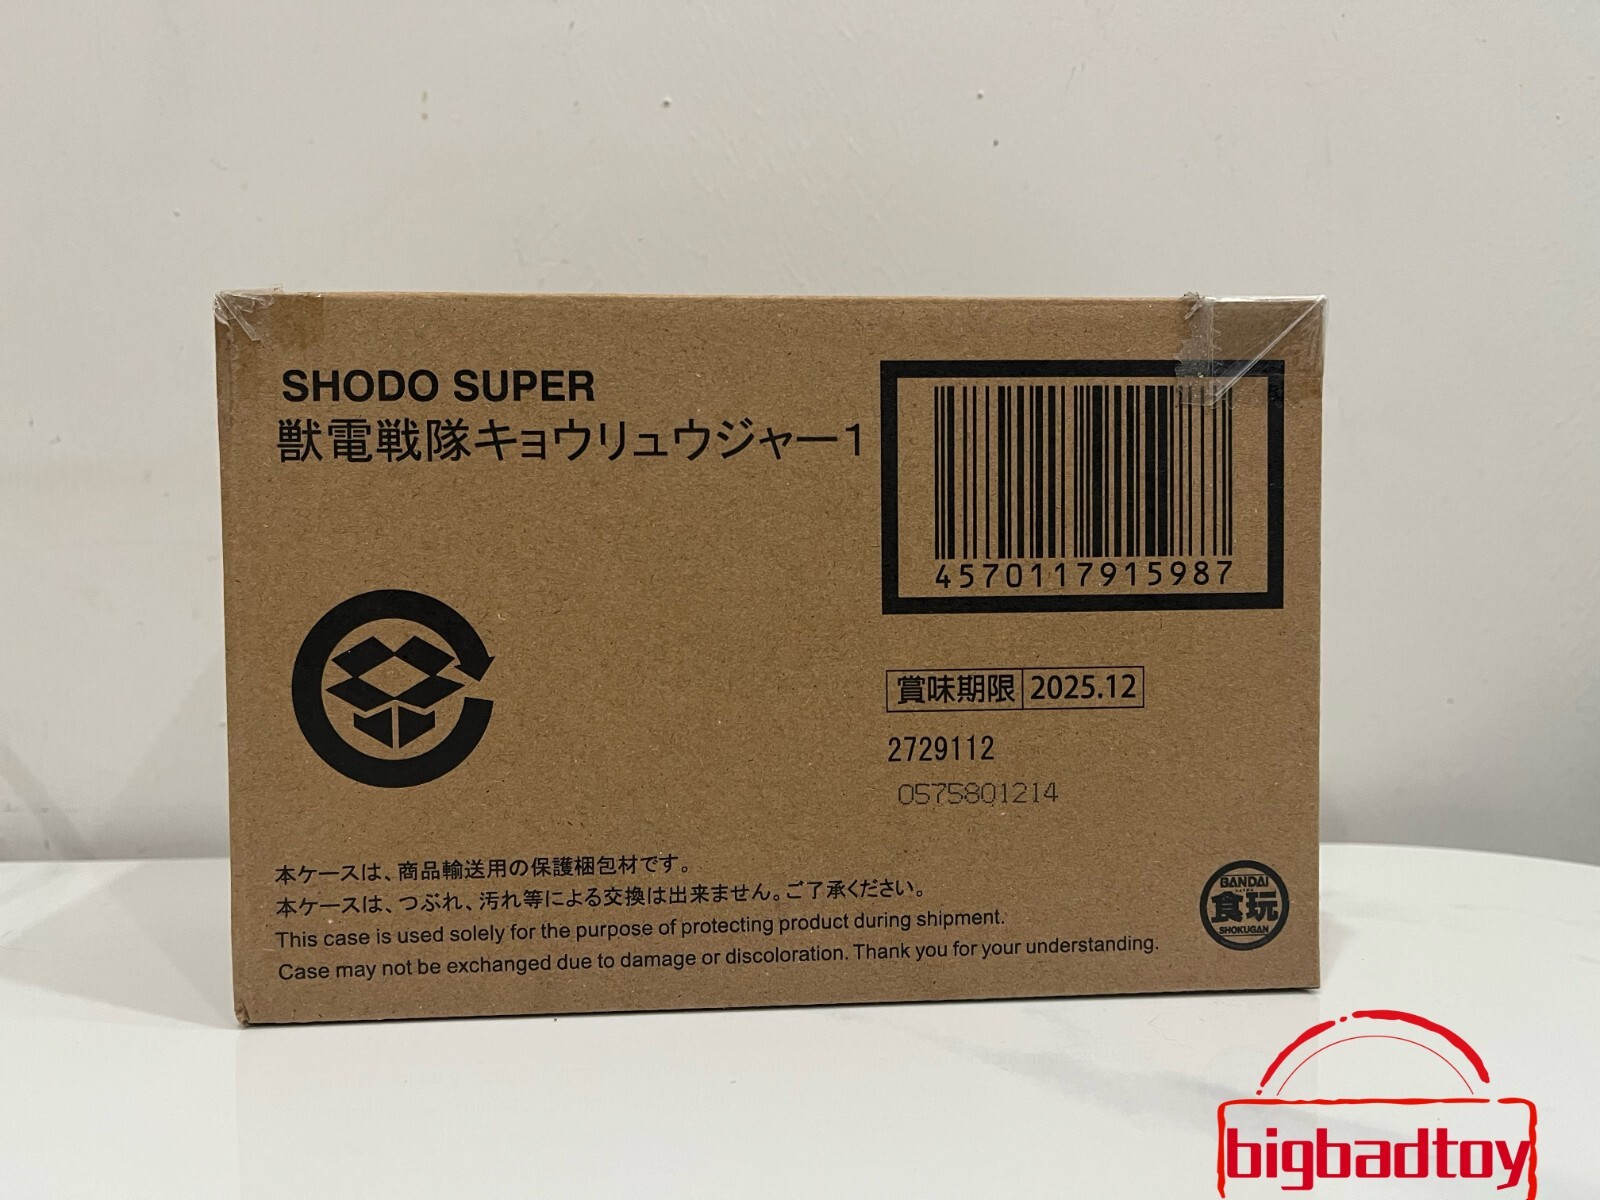 SHODO SUPER
獣電戦隊キョウリュウジャー1
4570117915987
賞味期限 2025.12
2729112
0575801214
本ケースは、商品輸送用の保護梱包材です。
本ケースは、つぶれ、汚れ等による交換は出来ません。ご了承ください。
This case is used solely for the purpose of protecting product during shipment.
Case may not be exchanged due to damage or discoloration. Thank you for your understanding.
BANDAI
食玩
SHOKUGAN
bigbadtoy